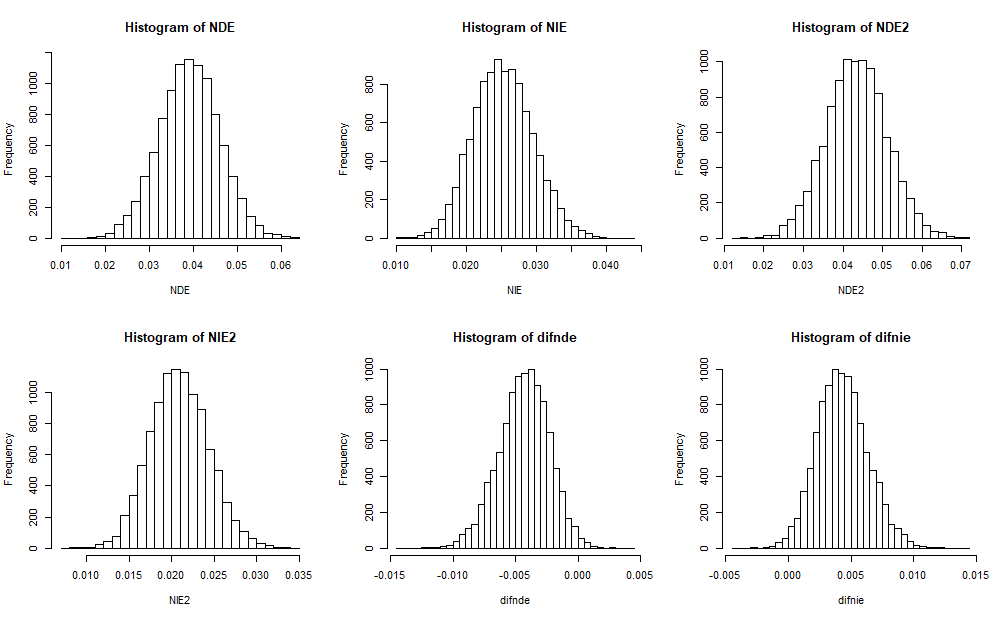 Histogram of NDE
Frequency
0 200 400 600 800 1000
0.01 0.02 0.03 0.04 0.05 0.06
NDE
Histogram of NIE
Frequency
0 200 400 600 800
0.010 0.020 0.030 0.040
NIE
Histogram of NDE2
Frequency
0 200 400 600 800 1000
0.01 0.02 0.03 0.04 0.05 0.06 0.07
NDE2
Histogram of NIE2
Frequency
0 200 400 600 800 1000
0.010 0.015 0.020 0.025 0.030 0.035
NIE2
Histogram of difnde
Frequency
0 200 400 600 800 1000
-0.015 -0.010 -0.005 0.000 0.005
difnde
Histogram of difnie
Frequency
0 200 400 600 800 1000
-0.005 0.000 0.005 0.010 0.015
difnie